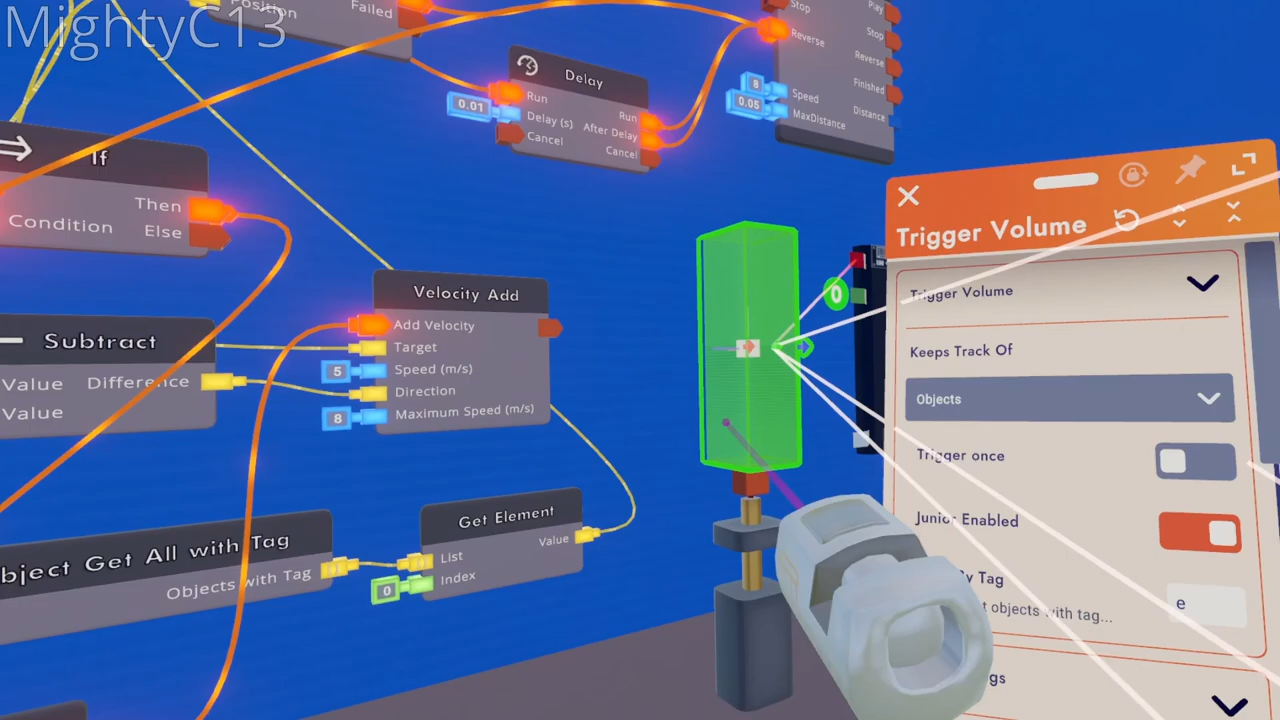 MightyC13
Position
Failed
Stop
Reverse
Play
Stop
Reverse
Finished
Distance
8
Speed
0.05
MaxDistance
Delay
Run
0.01
Delay (s)
Cancel
Run
After Delay
Cancel
If
Then
Condition
Else
Subtract
Value
Difference
Value
Velocity Add
Add Velocity
Target
5
Speed (m/s)
Direction
8
Maximum Speed (m/s)
bject Get All with Tag
Objects with Tag
Get Element
List
Value
0
Index
0
Trigger Volume
Trigger Volume
Keeps Track Of
Objects
Trigger once
Junior Enabled
By Tag
objects with tag...
e
gs